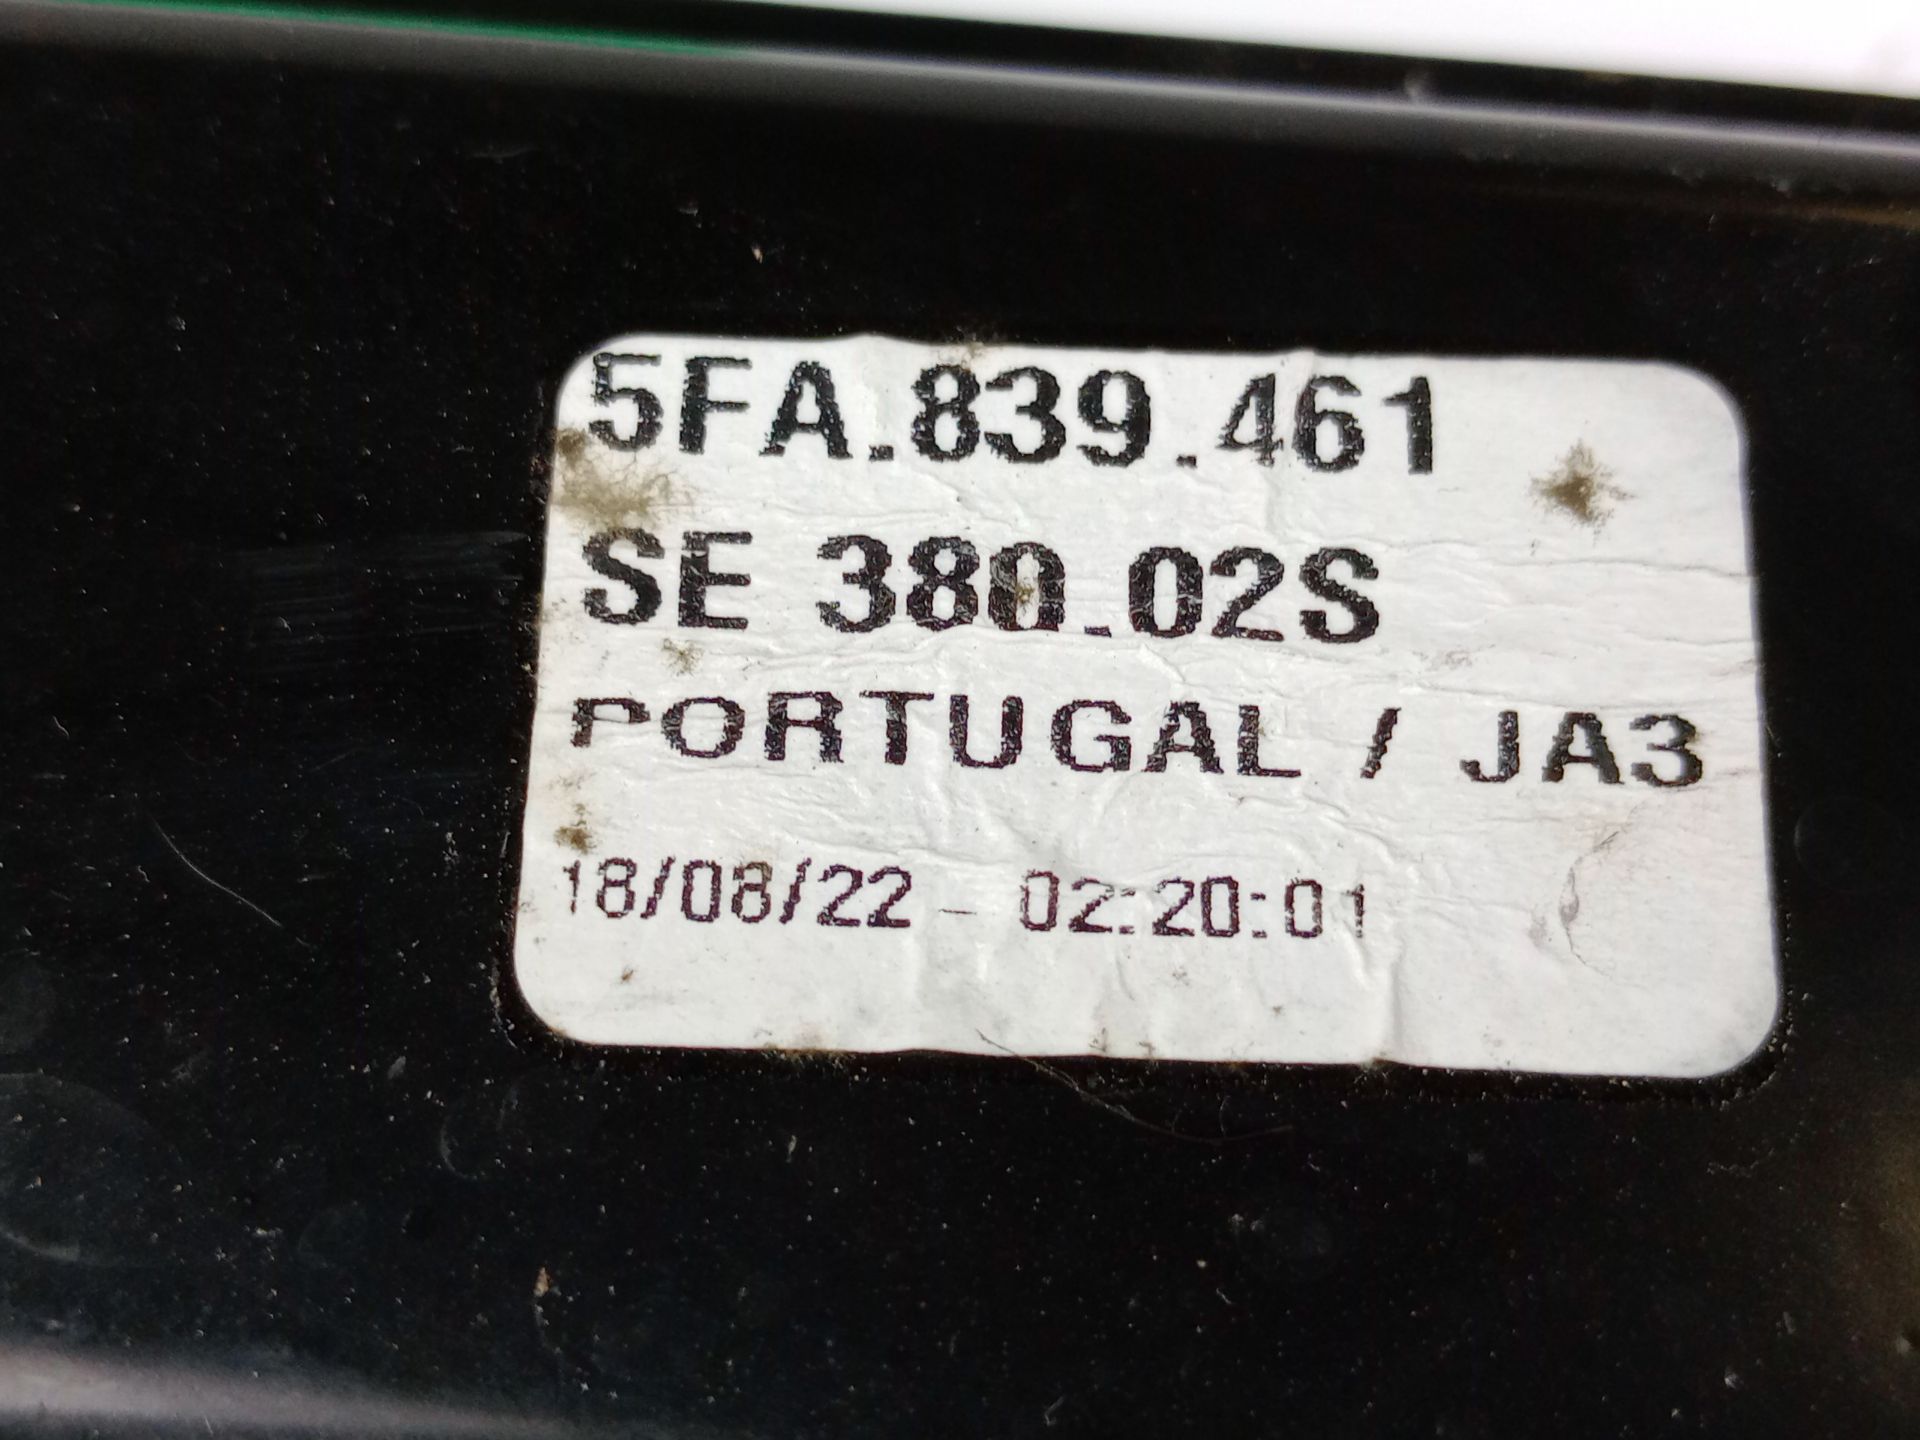 5FA.839.461
SE 380.02S
PORTUGAL / JA3
18/08/22 - 02:20:01